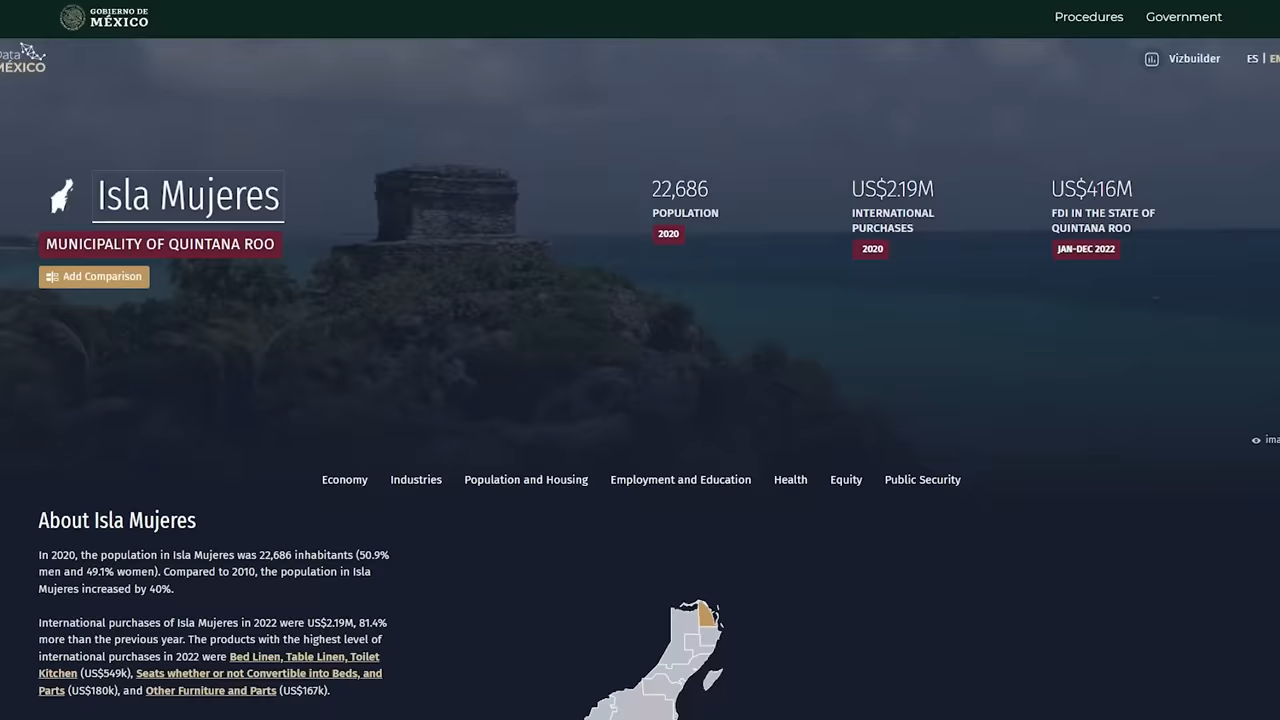 GOBIERNO DE
MÉXICO
Procedures
Government
Data
MÉXICO
Vizbuilder
ES | EN
Isla Mujeres
MUNICIPALITY OF QUINTANA ROO
Add Comparison
22,686
POPULATION
2020
US$2.19M
INTERNATIONAL
PURCHASES
2020
US$416M
FDI IN THE STATE OF
QUINTANA ROO
JAN-DEC 2022
Economy
Industries
Population and Housing
Employment and Education
Health
Equity
Public Security
About Isla Mujeres
In 2020, the population in Isla Mujeres was 22,686 inhabitants (50.9%
men and 49.1% women). Compared to 2010, the population in Isla
Mujeres increased by 40%.
International purchases of Isla Mujeres in 2022 were US$2.19M, 81.4%
more than the previous year. The products with the highest level of
international purchases in 2022 were Bed Linen, Table Linen, Toilet
Kitchen (US$549k), Seats whether or not Convertible into Beds, and
Parts (US$180k), and Other Furniture and Parts (US$167k).